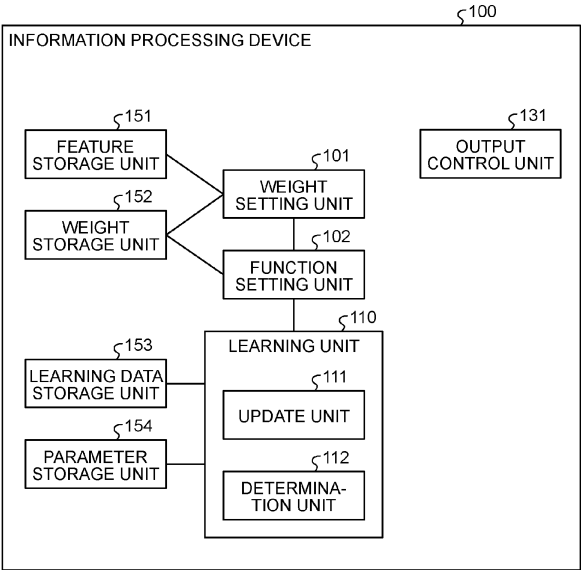 100
INFORMATION PROCESSING DEVICE
151
FEATURE
STORAGE UNIT
131
OUTPUT
CONTROL UNIT
101
WEIGHT
SETTING UNIT
152
WEIGHT
STORAGE UNIT
102
FUNCTION
SETTING UNIT
110
LEARNING UNIT
153
LEARNING DATA
STORAGE UNIT
111
UPDATE UNIT
154
PARAMETER
STORAGE UNIT
112
DETERMINA-
TION UNIT